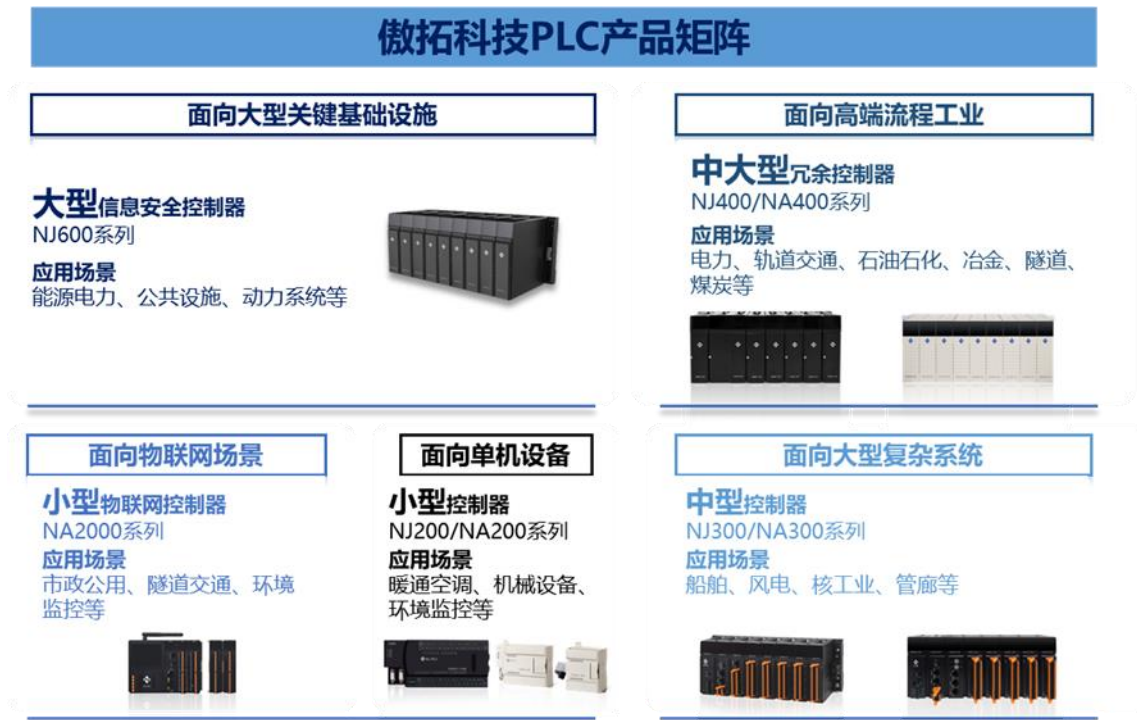 傲拓科技PLC产品矩阵
面向大型关键基础设施
大型信息安全控制器
NJ600系列
应用场景
能源电力、公共设施、动力系统等
面向高端流程工业
中大型冗余控制器
NJ400/NA400系列
应用场景
电力、轨道交通、石油石化、冶金、隧道、
煤炭等
面向物联网场景
小型物联网控制器
NA2000系列
应用场景
市政公用、隧道交通、环境
监控等
面向单机设备
小型控制器
NJ200/NA200系列
应用场景
暖通空调、机械设备、
环境监控等
面向大型复杂系统
中型控制器
NJ300/NA300系列
应用场景
船舶、风电、核工业、管廊等